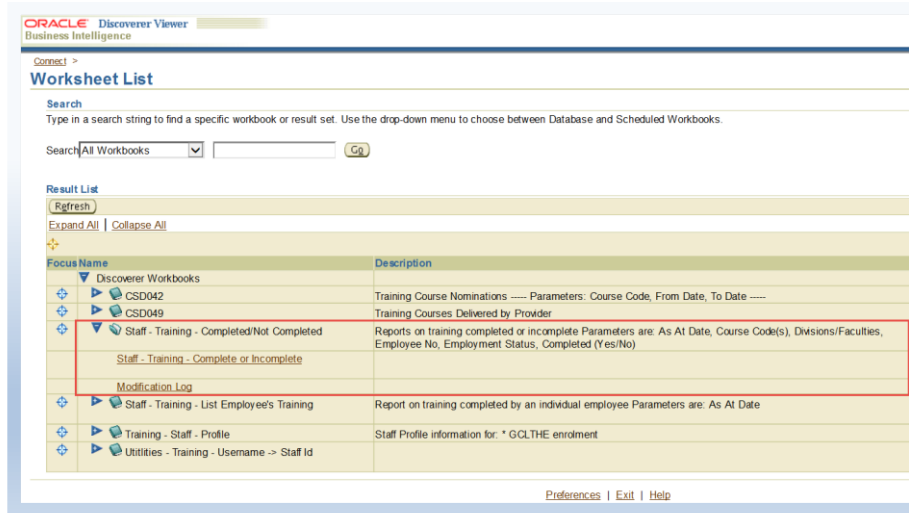 ORACLE Discoverer Viewer
Business Intelligence
Connect >
Worksheet List
Search
Type in a search string to find a specific workbook or result set. Use the drop-down menu to choose between Database and Scheduled Workbooks.
Search All Workbooks Go
Result List
Refresh
Expand All | Collapse All
Focus Name Description
Discoverer Workbooks
CSD042 Training Course Nominations ----- Parameters: Course Code, From Date, To Date -----
CSD049 Training Courses Delivered by Provider
Staff - Training - Completed/Not Completed Reports on training completed or incomplete Parameters are: As At Date, Course Code(s), Divisions/Faculties,
Employee No, Employment Status, Completed (Yes/No)
Staff - Training - Complete or Incomplete
Modification Log
Staff - Training - List Employee's Training Report on training completed by an individual employee Parameters are: As At Date
Training - Staff - Profile Staff Profile information for: * GCLTHE enrolment
Utitlities - Training - Username -> Staff Id
Preferences | Exit | Help